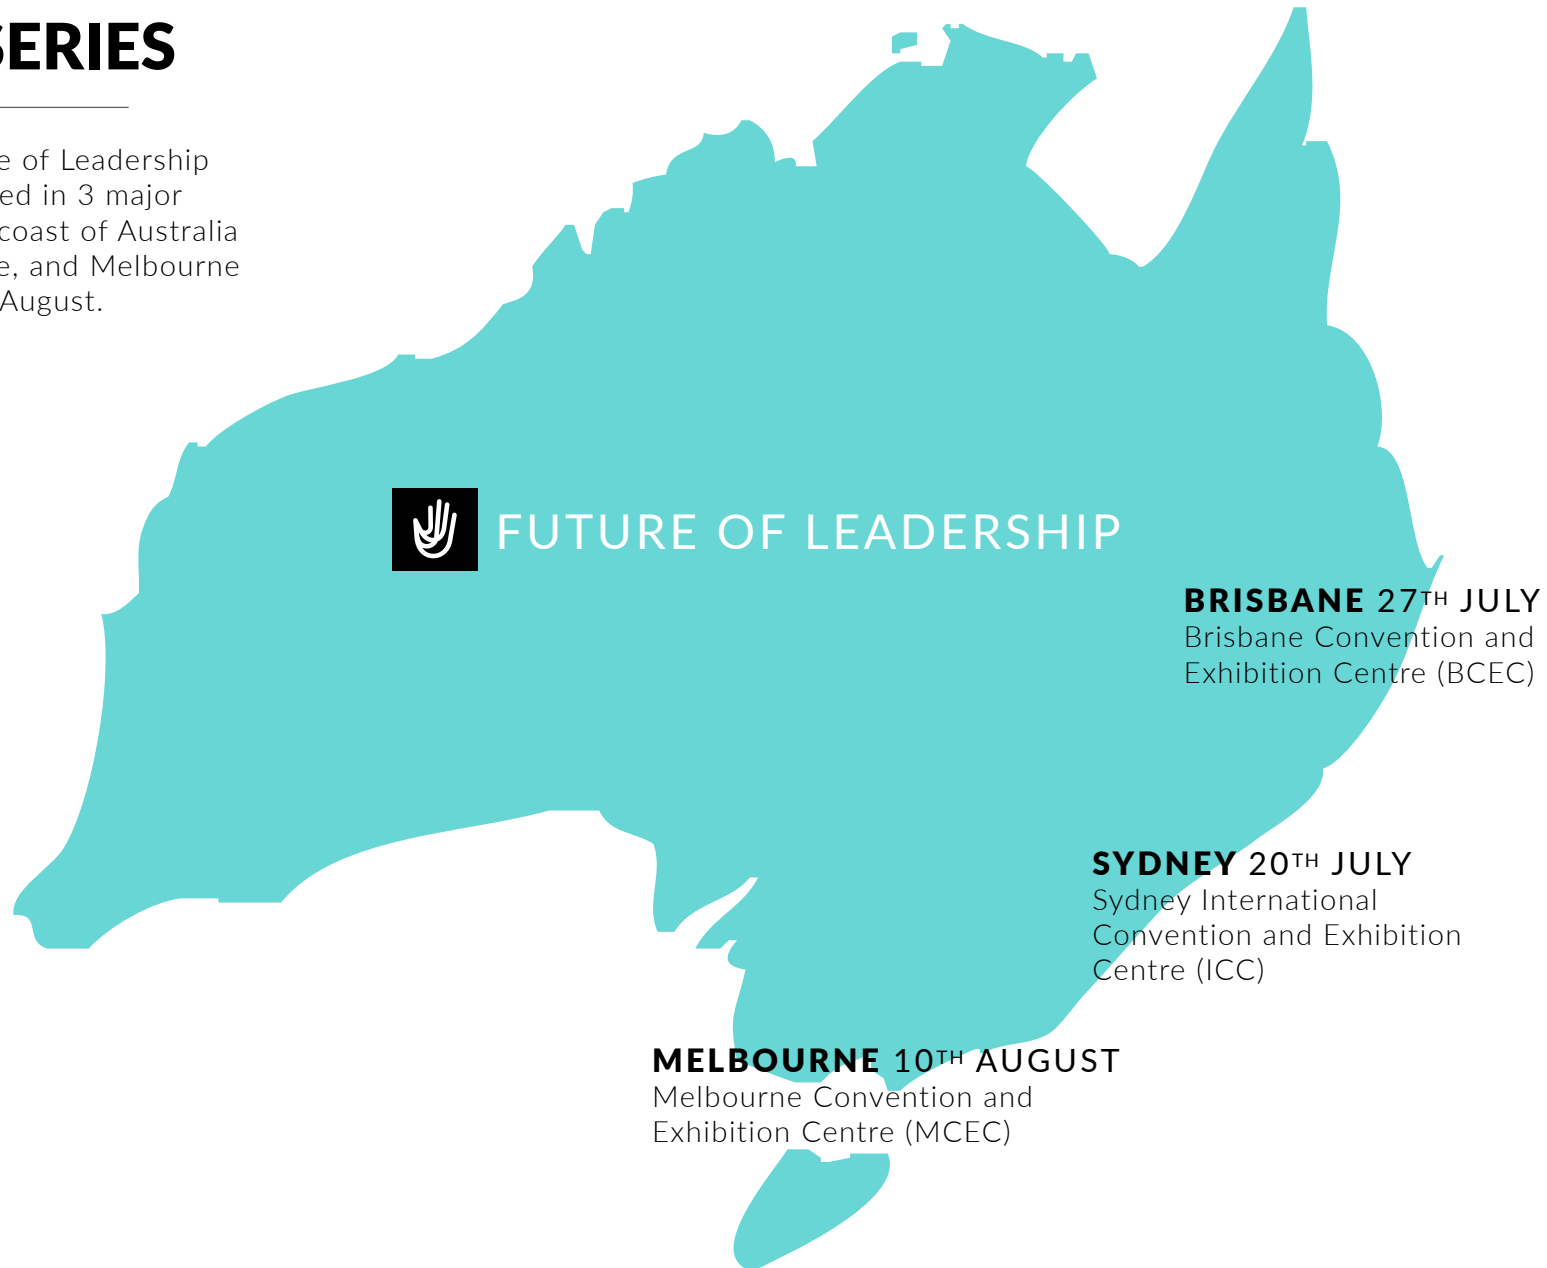 SERIES
e of Leadership
ed in 3 major
coast of Australia
e, and Melbourne
August.
FUTURE OF LEADERSHIP
BRISBANE 27TH JULY
Brisbane Convention and
Exhibition Centre (BCEC)
SYDNEY 20TH JULY
Sydney International
Convention and Exhibition
Centre (ICC)
MELBOURNE 10TH AUGUST
Melbourne Convention and
Exhibition Centre (MCEC)